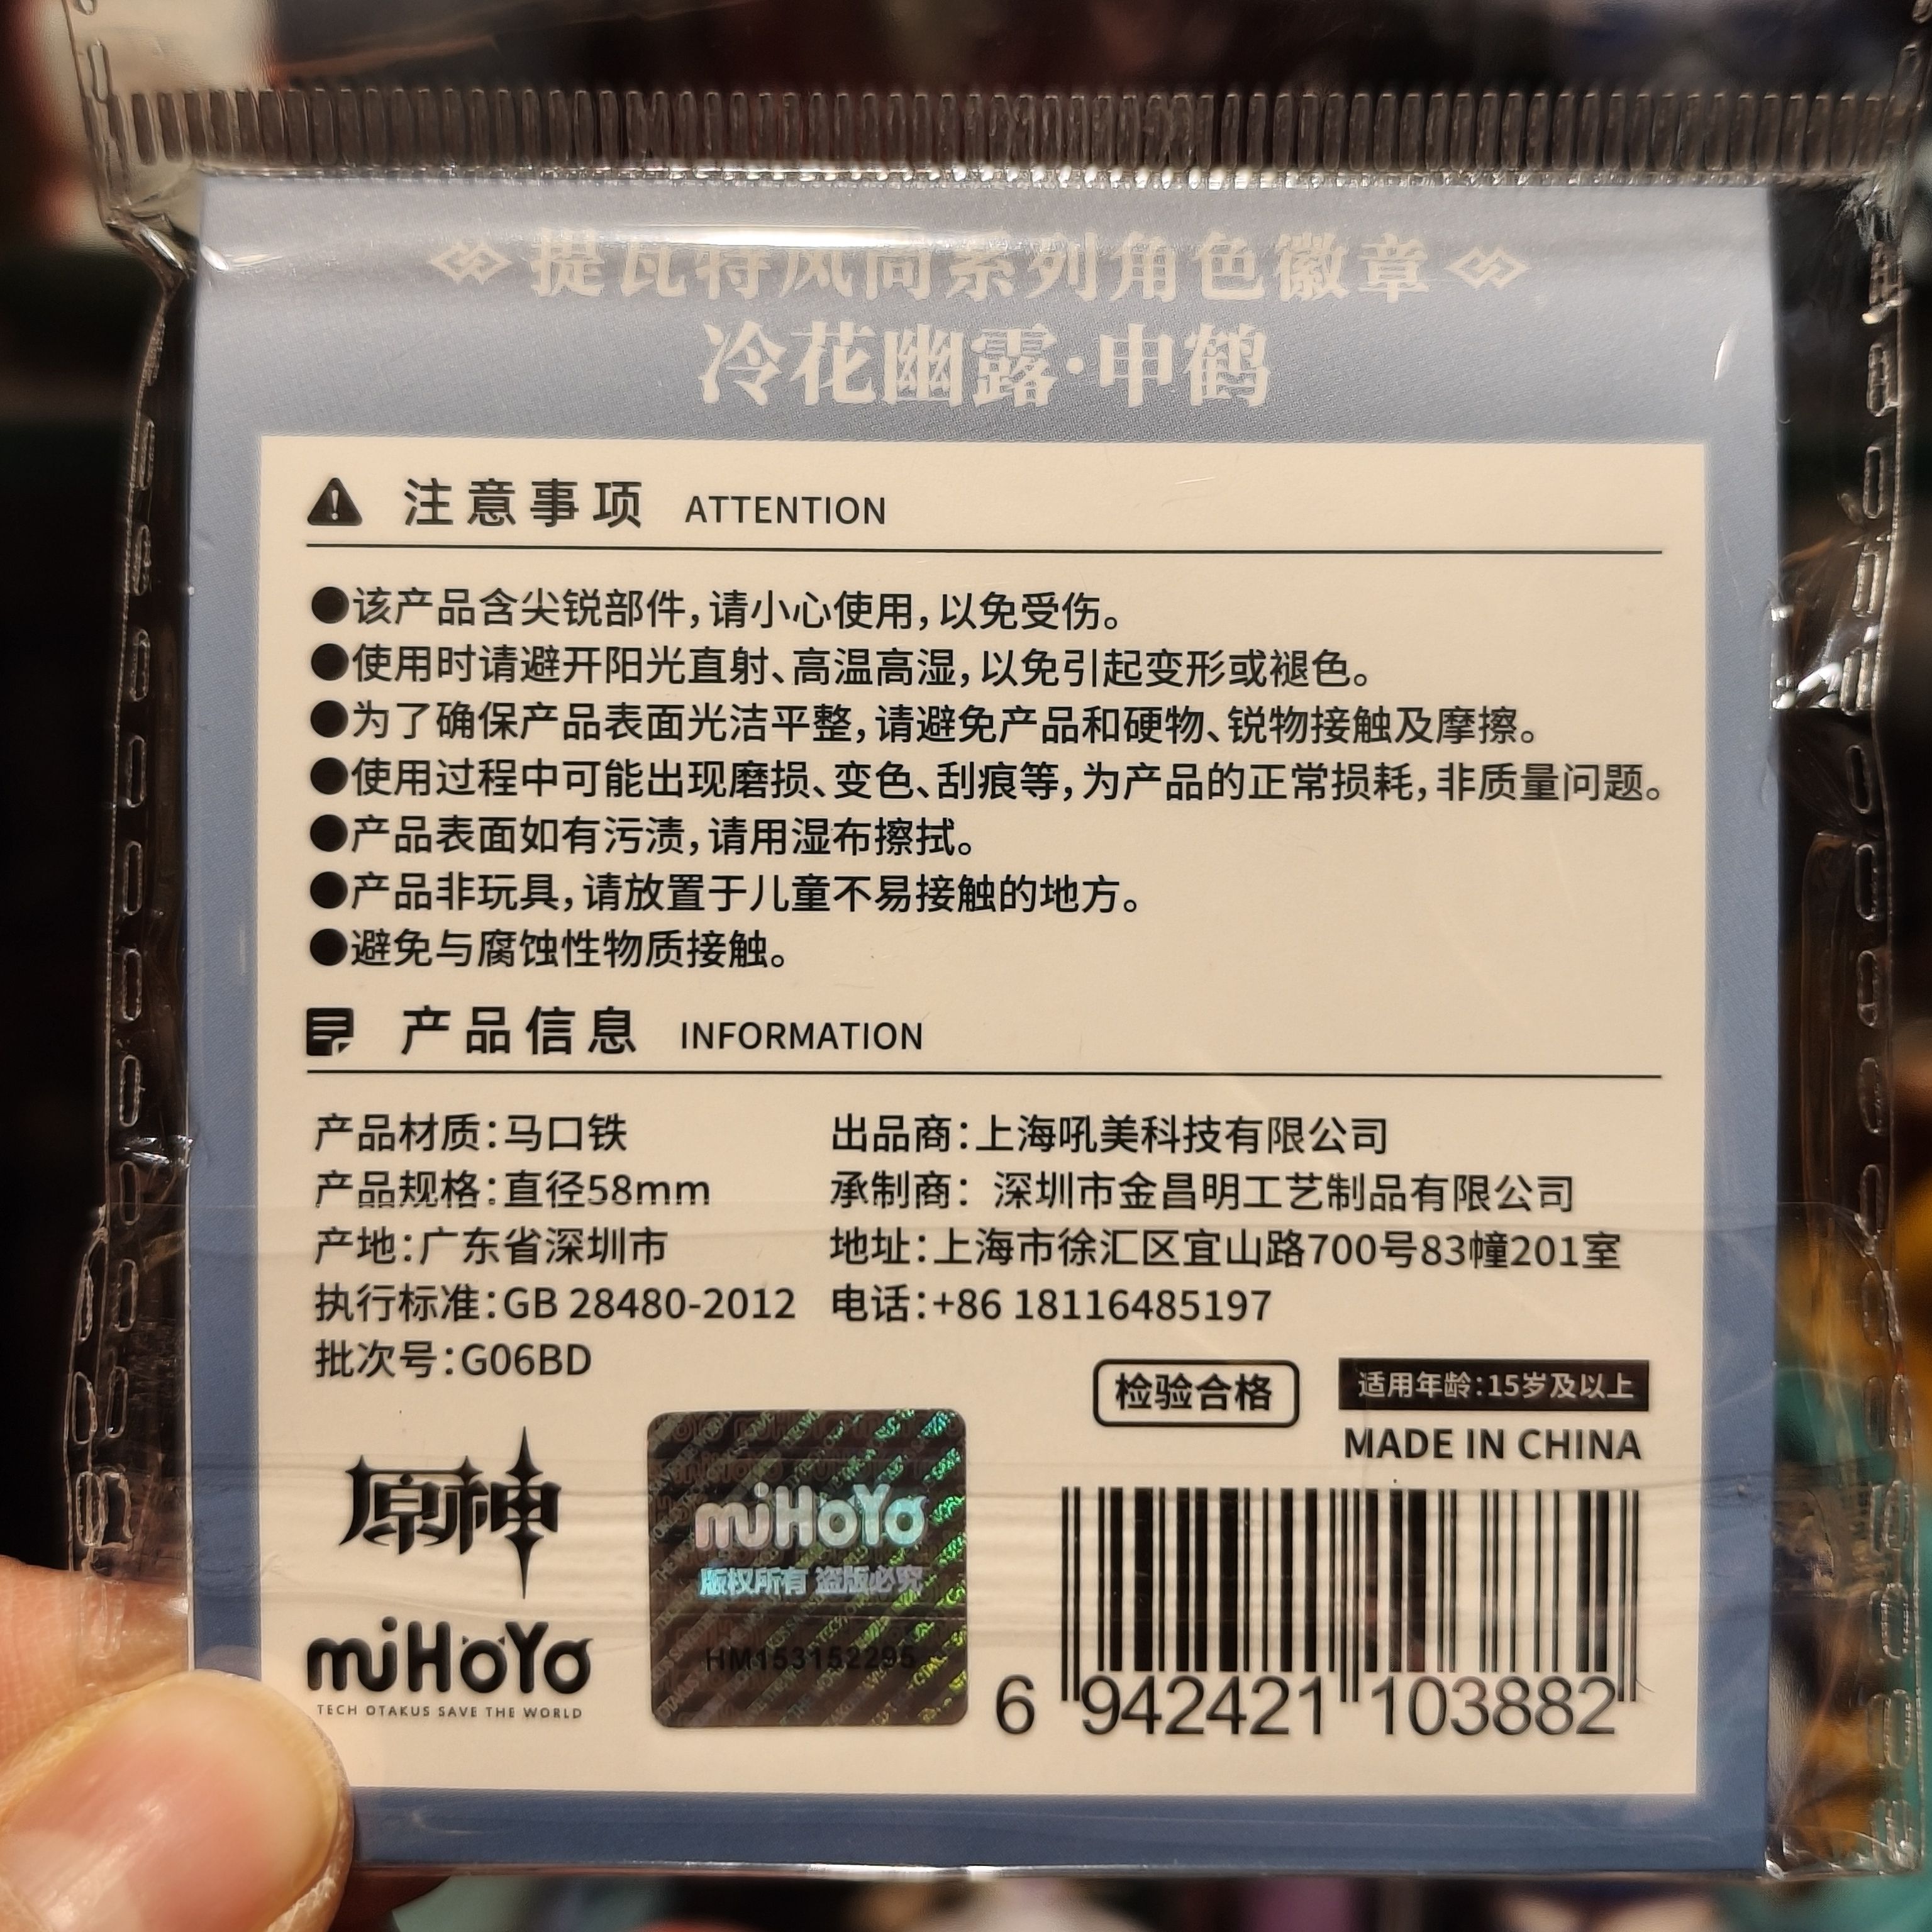 提瓦特风尚系列角色徽章
冷花幽露·申鹤
注意事项 ATTENTION
●该产品含尖锐部件，请小心使用，以免受伤。
●使用时请避开阳光直射、高温高湿，以免引起变形或褪色。
●为了确保产品表面光洁平整，请避免产品和硬物、锐物接触及摩擦。
●使用过程中可能出现磨损、变色、刮痕等，为产品的正常损耗，非质量问题。
●产品表面如有污渍，请用湿布擦拭。
●产品非玩具，请放置于儿童不易接触的地方。
●避免与腐蚀性物质接触。
产品信息 INFORMATION
产品材质：马口铁
产品规格：直径58mm
产地：广东省深圳市
执行标准：GB 28480-2012
批次号：G06BD
出品商：上海吼美科技有限公司
承制商：深圳市金昌明工艺制品有限公司
地址：上海市徐汇区宜山路700号83幢201室
电话：+86 18116485197
检验合格
适用年龄：15岁及以上
MADE IN CHINA
原神
miHoYo
TECH OTAKUS SAVE THE WORLD
miHoYo
版权所有 盗版必究
HM153152295
6 942421 103882